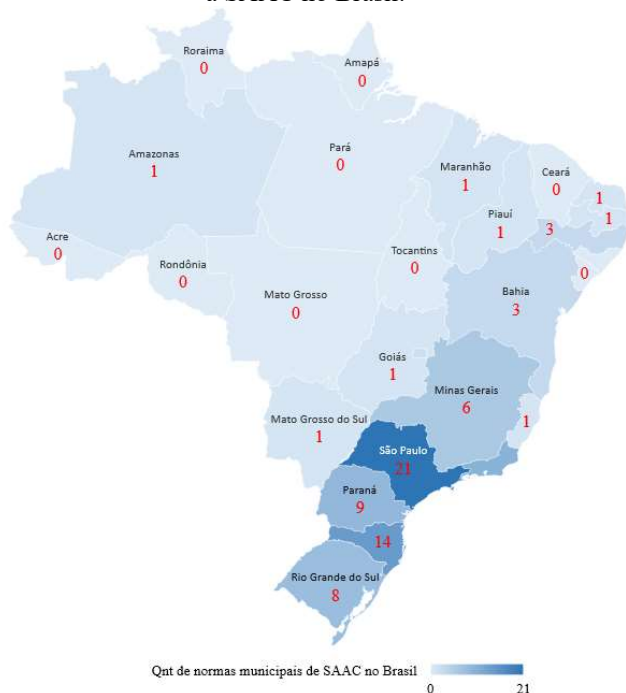 a SAAC no Brasil.
Roraima
0
Amapá
0
Amazonas
1
Pará
0
Maranhão
1
Ceará
0
1
Piauí
1
3
1
Acre
0
Rondônia
0
Tocantins
0
0
Mato Grosso
0
Bahia
3
Goiás
1
Minas Gerais
6
Mato Grosso do Sul
1
1
São Paulo
21
Paraná
9
14
Rio Grande do Sul
8
Qnt de normas municipais de SAAC no Brasil
0 21